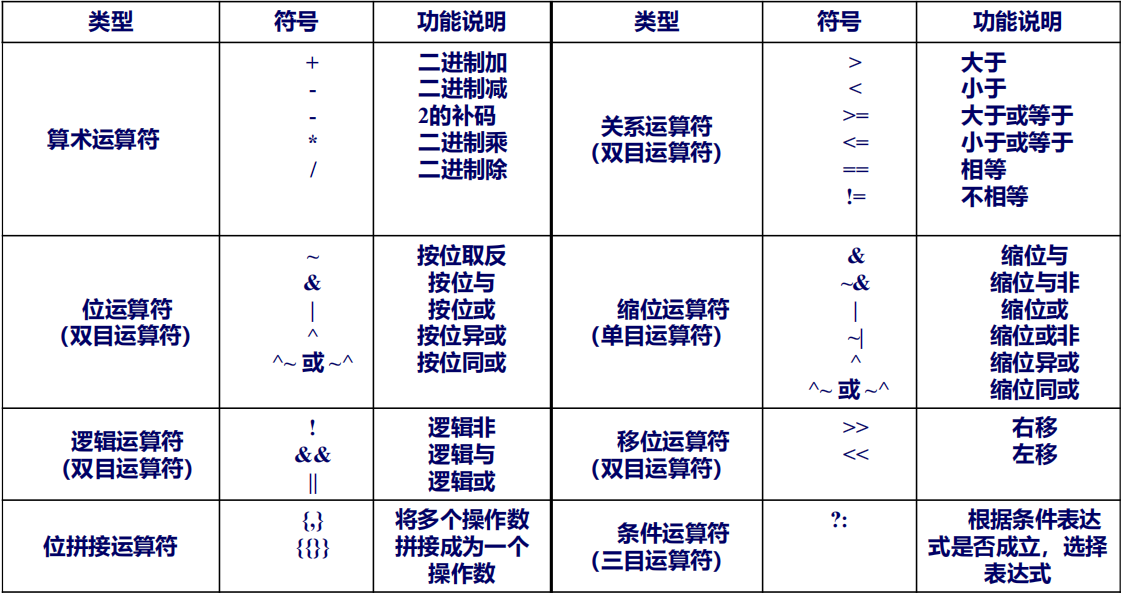 类型 符号 功能说明 类型 符号 功能说明
算术运算符
+ 二进制加
- 二进制减
- 2的补码
* 二进制乘
/ 二进制除
关系运算符
(双目运算符)
> 大于
< 小于
>= 大于或等于
<= 小于或等于
== 相等
!= 不相等
位运算符
(双目运算符)
~ 按位取反
& 按位与
| 按位或
^ 按位异或
^~ 或 ~^ 按位同或
缩位运算符
(单目运算符)
& 缩位与
~& 缩位与非
| 缩位或
~| 缩位或非
^ 缩位异或
^~ 或 ~^ 缩位同或
逻辑运算符
(双目运算符)
! 逻辑非
&& 逻辑与
|| 逻辑或
移位运算符
(双目运算符)
>> 右移
<< 左移
位拼接运算符
{,}
{{}}
将多个操作数
拼接成为一个
操作数
条件运算符
(三目运算符)
?:
根据条件表达
式是否成立，选择
表达式